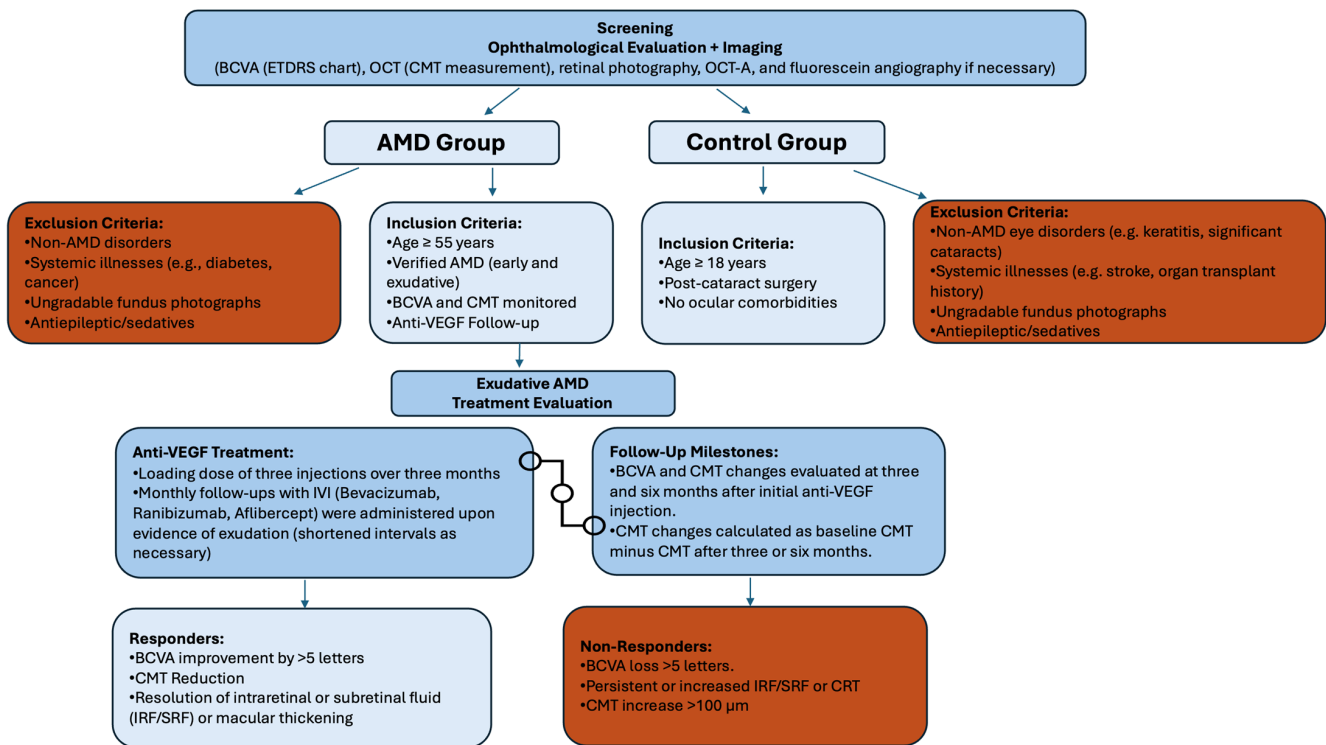 Screening
Ophthalmological Evaluation + Imaging
(BCVA (ETDRS chart), OCT (CMT measurement), retinal photography, OCT-A, and fluorescein angiography if necessary)
AMD Group
Control Group
Exclusion Criteria:
•Non-AMD disorders
•Systemic illnesses (e.g., diabetes,
cancer)
•Ungradable fundus photographs
•Antiepileptic/sedatives
Inclusion Criteria:
•Age ≥ 55 years
•Verified AMD (early and
exudative)
•BCVA and CMT monitored
•Anti-VEGF Follow-up
Inclusion Criteria:
•Age ≥ 18 years
•Post-cataract surgery
•No ocular comorbidities
Exclusion Criteria:
•Non-AMD eye disorders (e.g. keratitis, significant
cataracts)
•Systemic illnesses (e.g. stroke, organ transplant
history)
•Ungradable fundus photographs
•Antiepileptic/sedatives
Exudative AMD
Treatment Evaluation
Anti-VEGF Treatment:
•Loading dose of three injections over three months
•Monthly follow-ups with IVI (Bevacizumab,
Ranibizumab, Aflibercept) were administered upon
evidence of exudation (shortened intervals as
necessary)
Follow-Up Milestones:
•BCVA and CMT changes evaluated at three
and six months after initial anti-VEGF
injection.
•CMT changes calculated as baseline CMT
minus CMT after three or six months.
Responders:
•BCVA improvement by >5 letters
•CMT Reduction
•Resolution of intraretinal or subretinal fluid
(IRF/SRF) or macular thickening
Non-Responders:
•BCVA loss >5 letters.
•Persistent or increased IRF/SRF or CRT
•CMT increase >100 µm